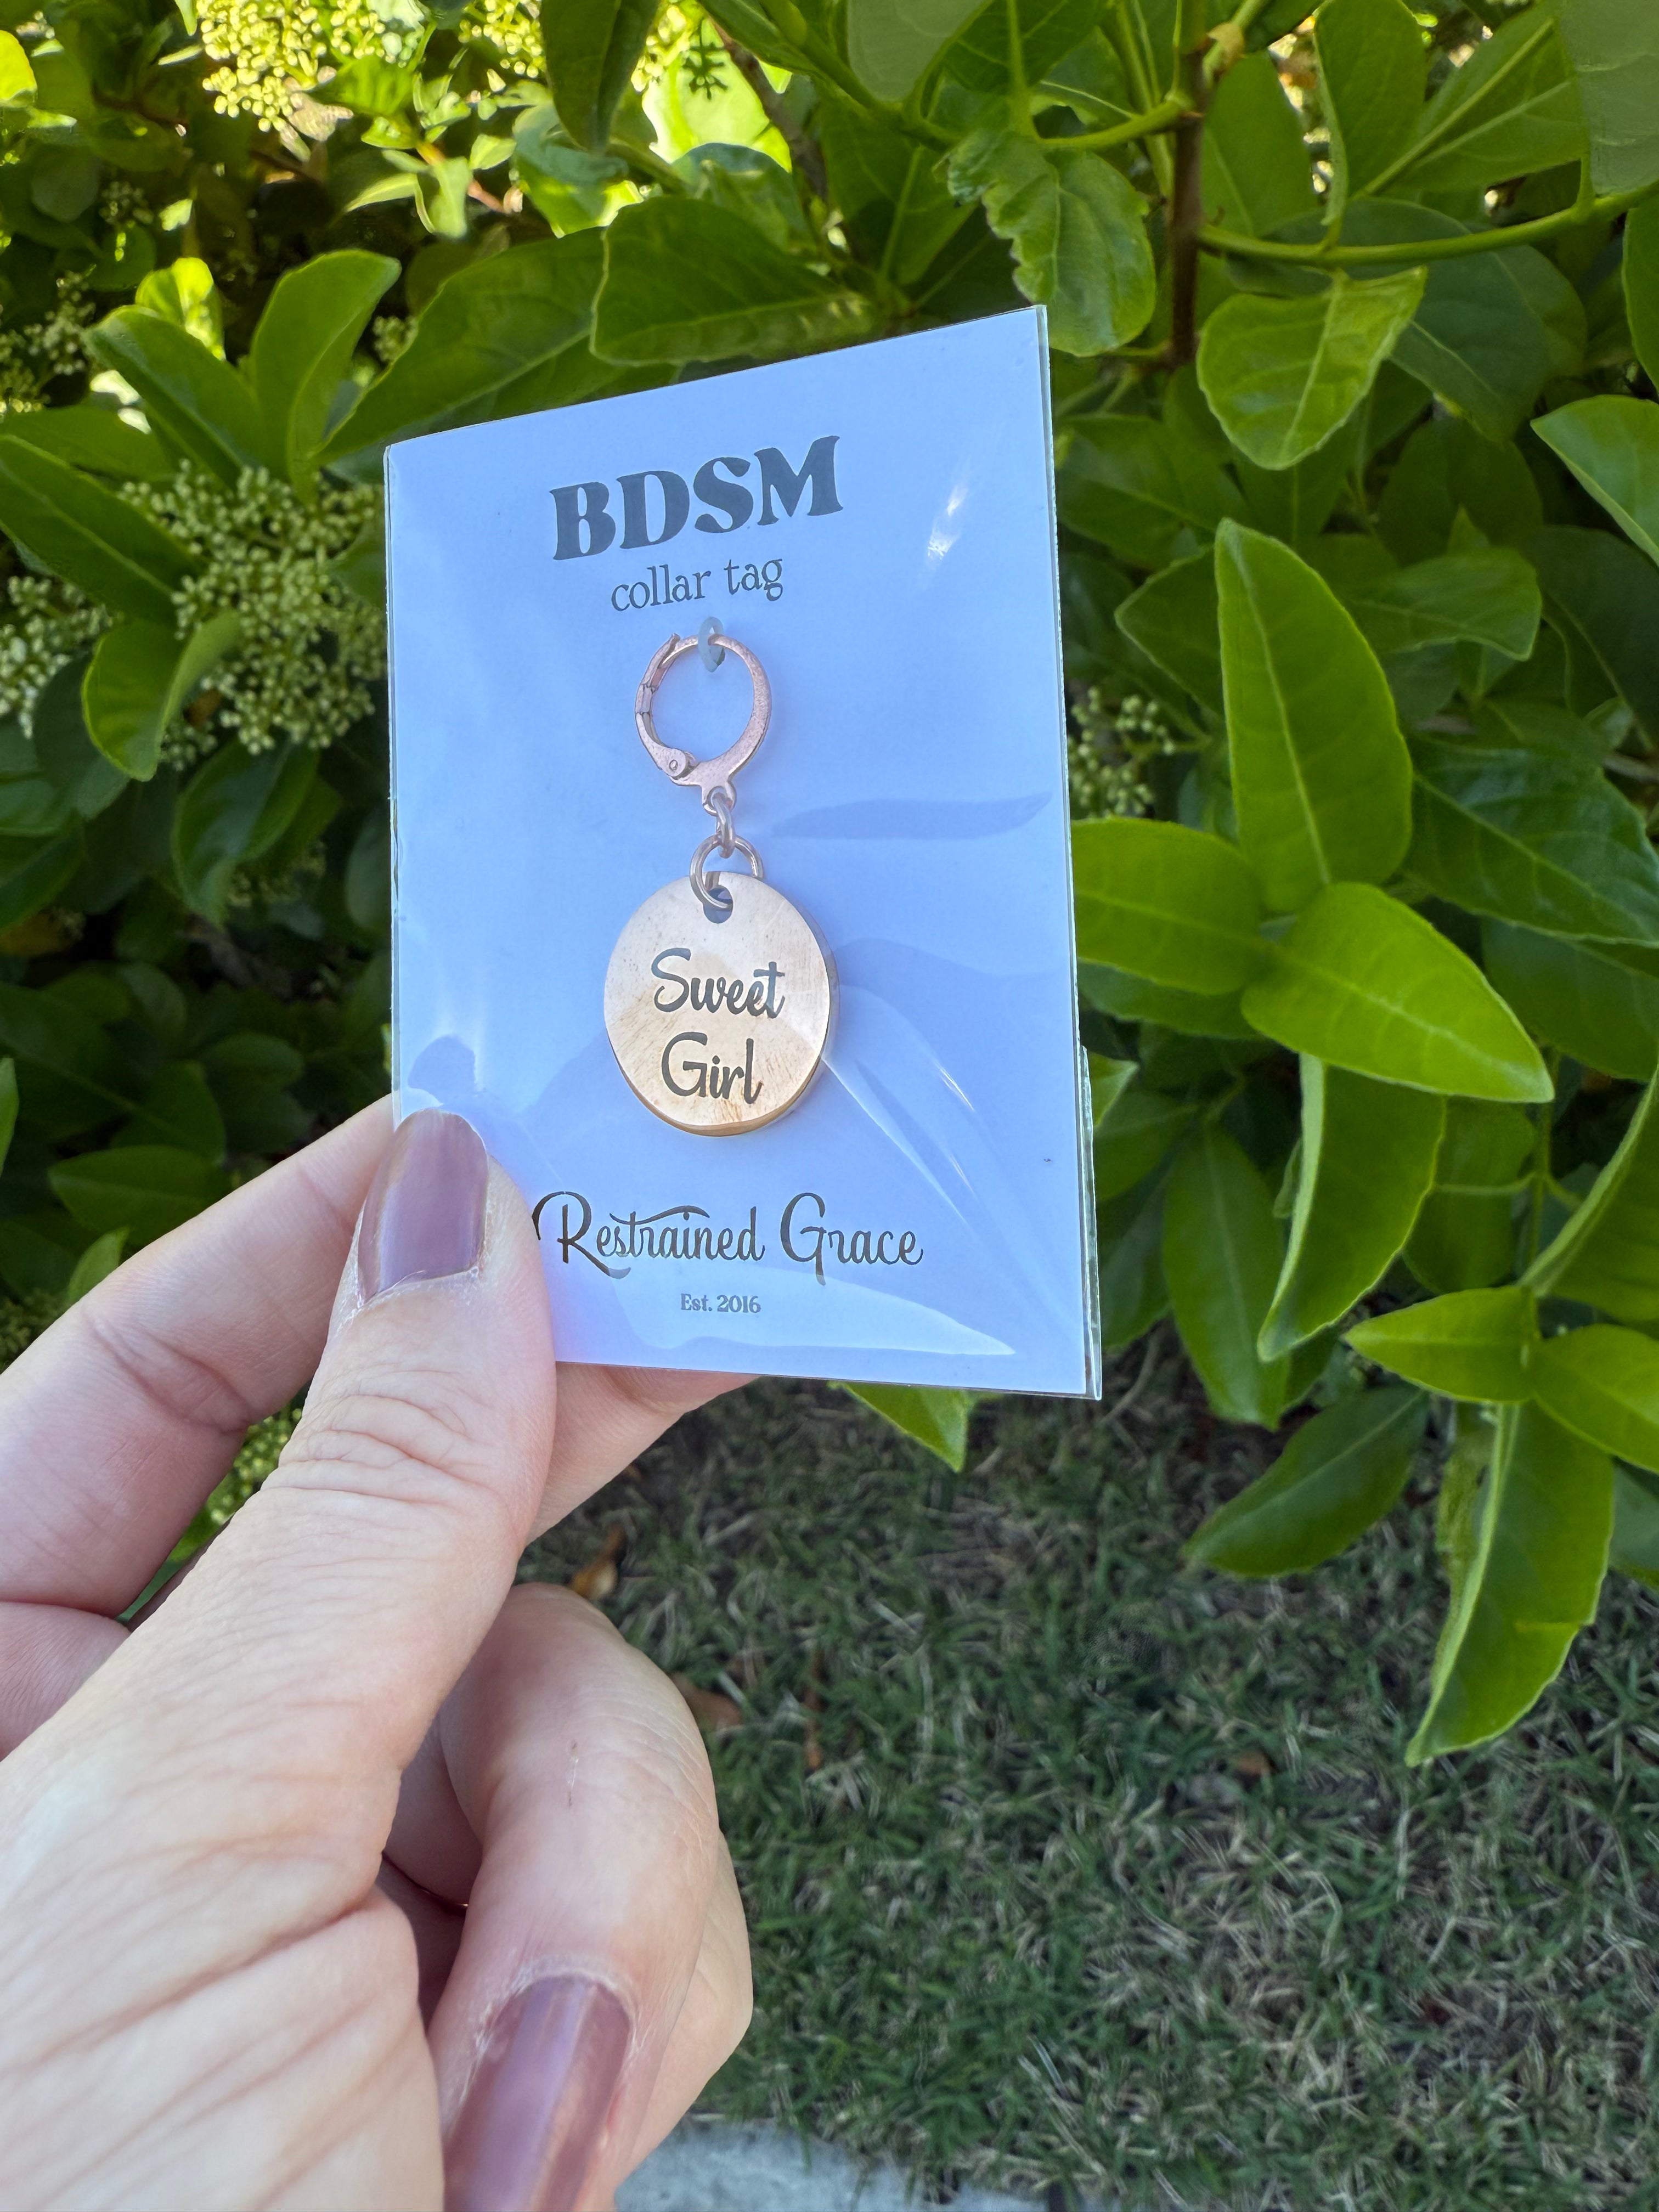 BDSM
collar tag
Sweet
Girl
Restrained Grace
Est. 2016